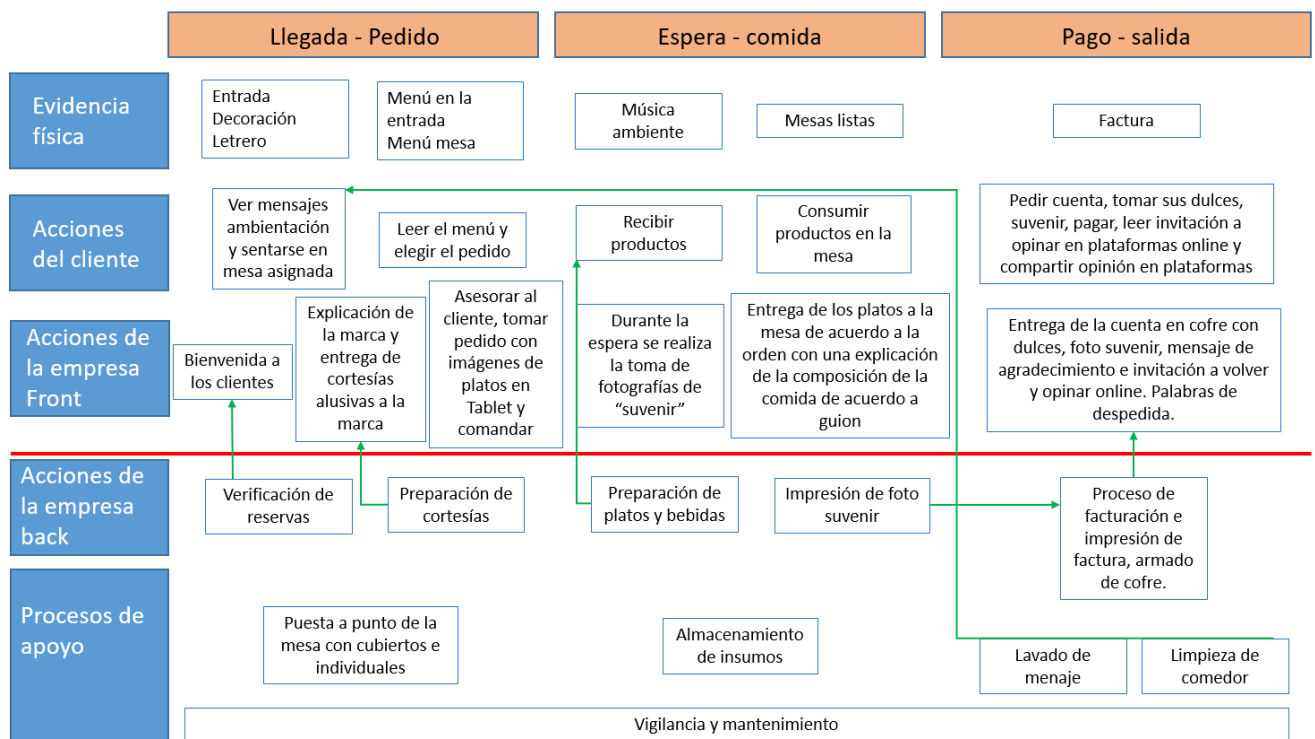 Llegada - Pedido
Espera - comida
Pago - salida
Evidencia
física
Entrada
Decoración
Letrero
Menú en la
entrada
Menú mesa
Música
ambiente
Mesas listas
Factura
Acciones
del cliente
Ver mensajes
ambientación
y sentarse en
mesa asignada
Leer el menú y
elegir el pedido
Recibir
productos
Consumir
productos en la
mesa
Pedir cuenta, tomar sus dulces,
suvenir, pagar, leer invitación a
opinar en plataformas online y
compartir opinión en plataformas
Acciones de
la empresa
Front
Bienvenida a
los clientes
Explicación de
la marca y
entrega de
cortesías
alusivas a la
marca
Asesorar al
cliente, tomar
pedido con
imágenes de
platos en
Tablet y
comandar
Durante la
espera se realiza
la toma de
fotografías de
“suvenir”
Entrega de los platos a la
mesa de acuerdo a la
orden con una explicación
de la composición de la
comida de acuerdo a
guion
Entrega de la cuenta en cofre con
dulces, foto suvenir, mensaje de
agradecimiento e invitación a volver
y opinar online. Palabras de
despedida.
Acciones de
la empresa
back
Verificación de
reservas
Preparación de
cortesías
Preparación de
platos y bebidas
Impresión de foto
suvenir
Proceso de
facturación e
impresión de
factura, armado
de cofre.
Procesos de
apoyo
Puesta a punto de la
mesa con cubiertos e
individuales
Almacenamiento
de insumos
Lavado de
menaje
Limpieza de
comedor
Vigilancia y mantenimiento